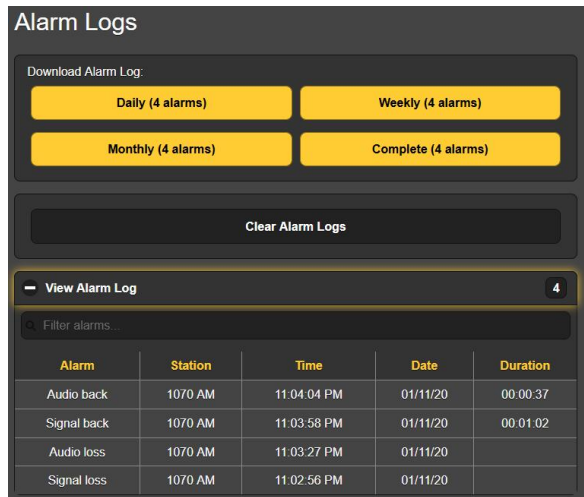 Alarm Logs
Download Alarm Log:
Daily (4 alarms) Weekly (4 alarms)
Monthly (4 alarms) Complete (4 alarms)
Clear Alarm Logs
View Alarm Log 4
Filter alarms...
Alarm Station Time Date Duration
Audio back 1070 AM 11:04:04 PM 01/11/20 00:00:37
Signal back 1070 AM 11:03:58 PM 01/11/20 00:01:02
Audio loss 1070 AM 11:03:27 PM 01/11/20
Signal loss 1070 AM 11:02:56 PM 01/11/20